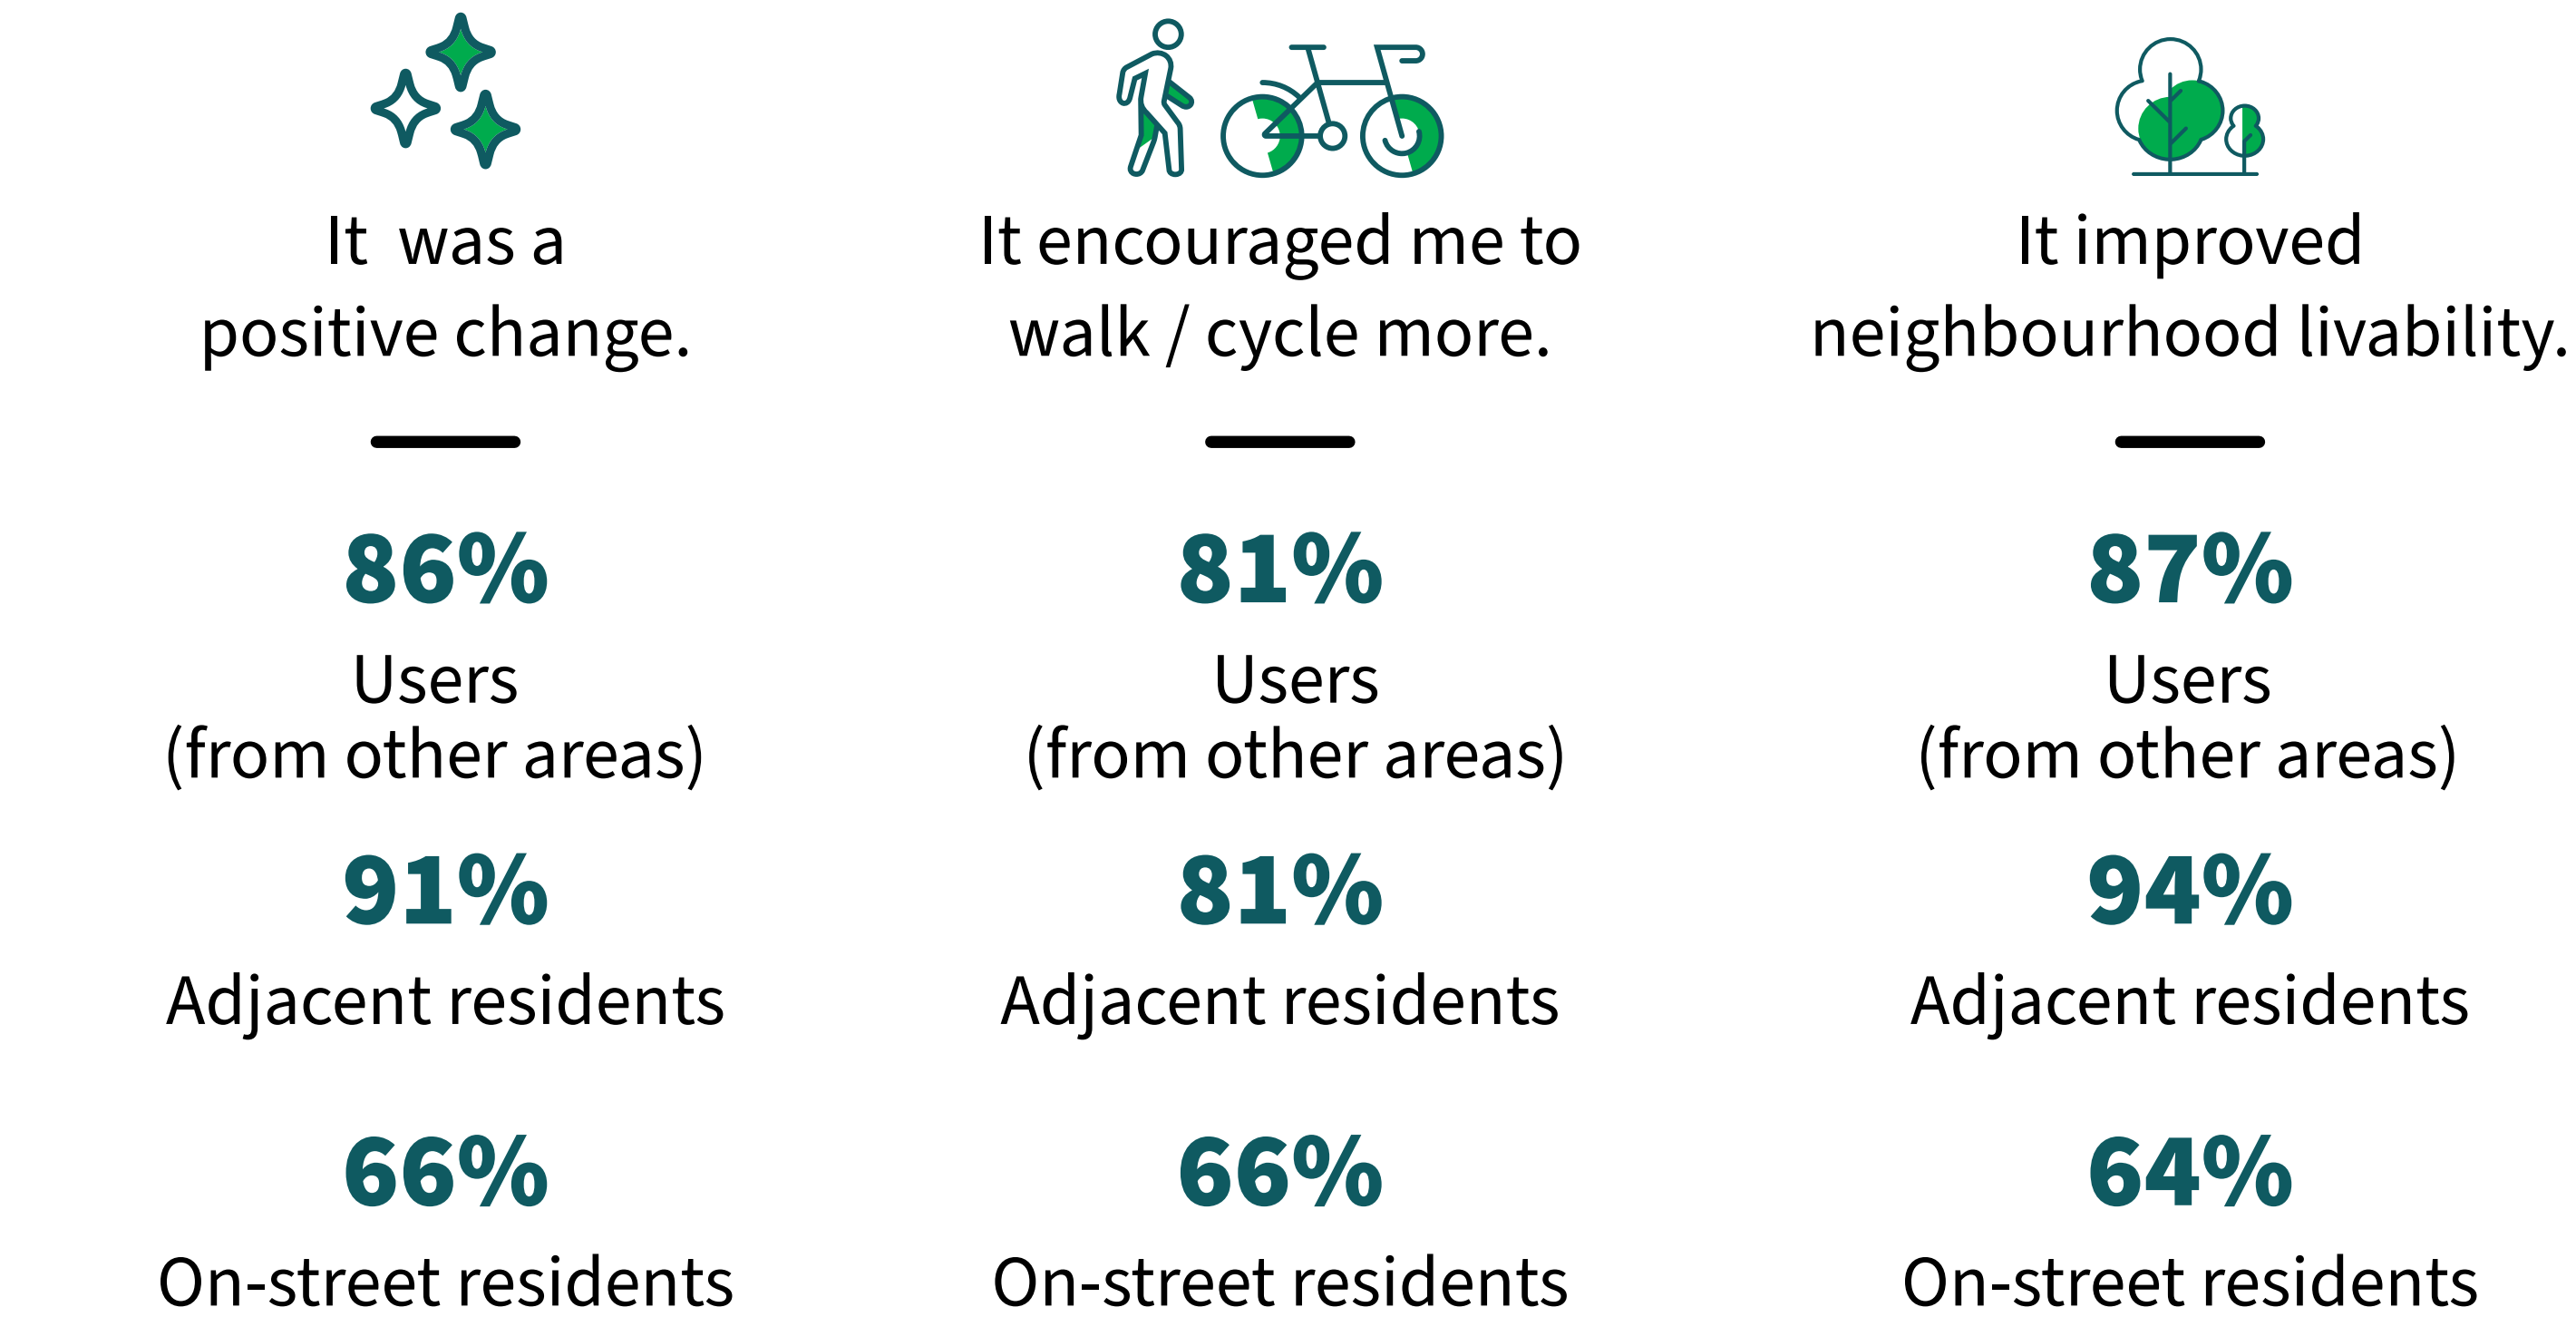 It was a
positive change.
86%
Users
(from other areas)
91%
Adjacent residents
66%
On-street residents
It encouraged me to
walk / cycle more.
81%
Users
(from other areas)
81%
Adjacent residents
66%
On-street residents
It improved
neighbourhood livability.
87%
Users
(from other areas)
94%
Adjacent residents
64%
On-street residents